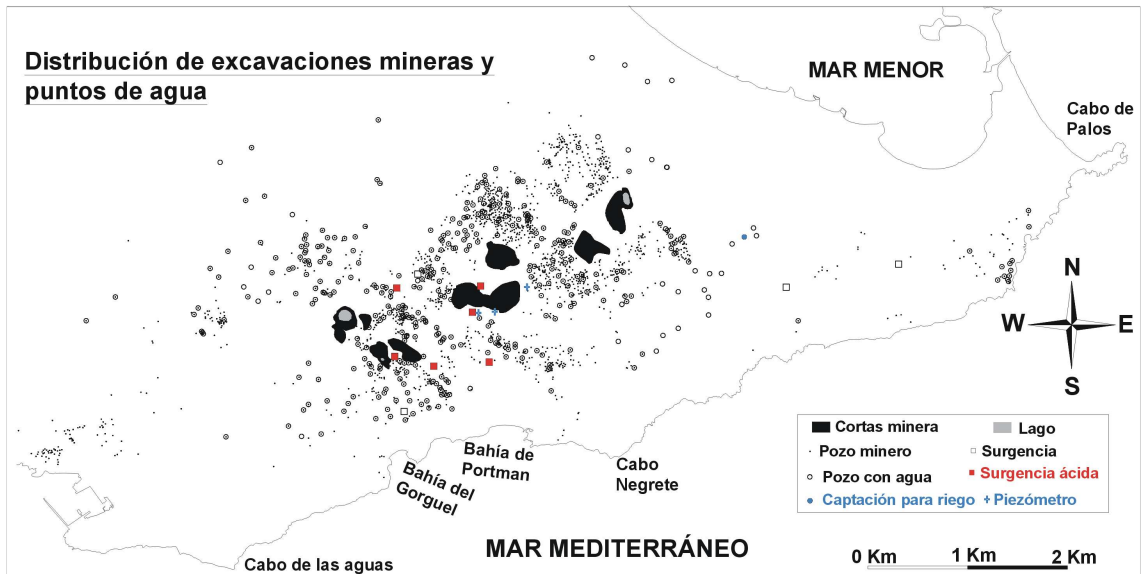 Distribución de excavaciones mineras y
puntos de agua
MAR MENOR
Cabo de
Palos
N
W
E
S
Bahía del
Gorguel
Bahía de
Portman
Cabo
Negrete
Cabo de las aguas
MAR MEDITERRÁNEO
Cortas minera
Lago
Pozo minero
Surgencia
Pozo con agua
Surgencia ácida
Captación para riego
Piezómetro
0 Km
1 Km
2 Km